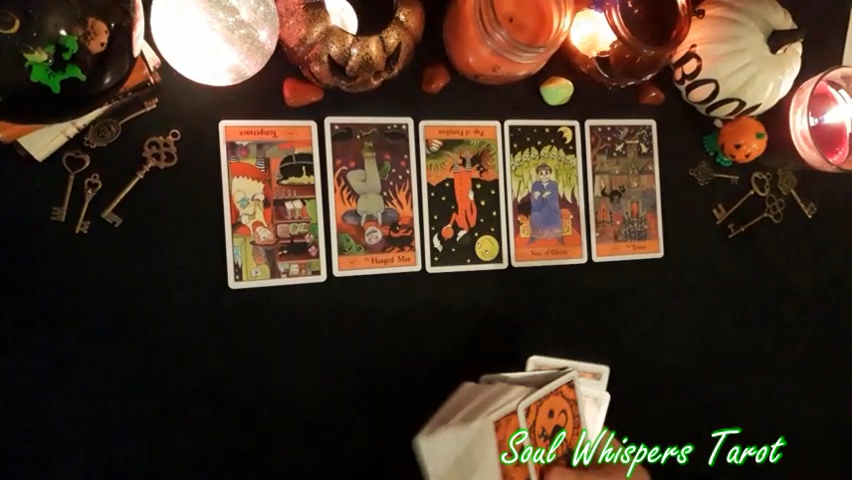 BOO
Temperance
The Hanged Man
Page of Pumpkins
Nine of Ghosts
The Tower
Soul Whispers Tarot